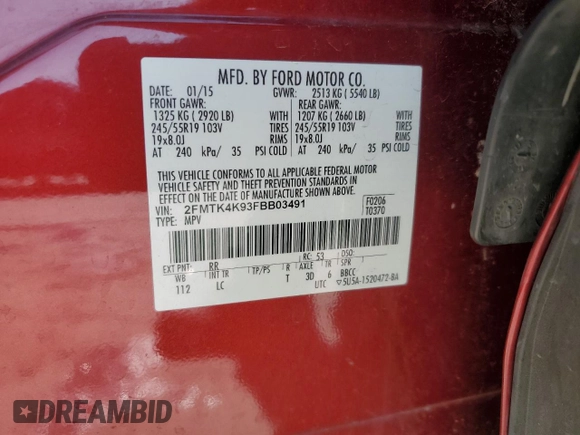 MFD. BY FORD MOTOR CO.
DATE: 01/15 GVWR: 2513 KG ( 5540 LB)
FRONT GAWR: REAR GAWR:
1325 KG ( 2920 LB) WITH 1207 KG ( 2660 LB) WITH
245/55R19 103V TIRES 245/55R19 103V TIRES
19x8.0J RIMS 19x8.0J RIMS
AT 240 kPa/ 35 PSI COLD AT 240 kPa/ 35 PSI COLD
THIS VEHICLE CONFORMS TO ALL APPLICABLE FEDERAL MOTOR
VEHICLE SAFETY AND THEFT PREVENTION STANDARDS IN EFFECT ON THE DATE
OF MANUFACTURE SHOWN ABOVE.
VIN: 2FMTK4K93FBB03491 F0206
TYPE: MPV T0370
EXT PNT: RR RC: 53 DSO:
WB INT TR TP/PS R AXLE TR SPR
112 LC T 3D 6 BBCC
UTC ▽5U5A-1520472-BA
DREAMBID